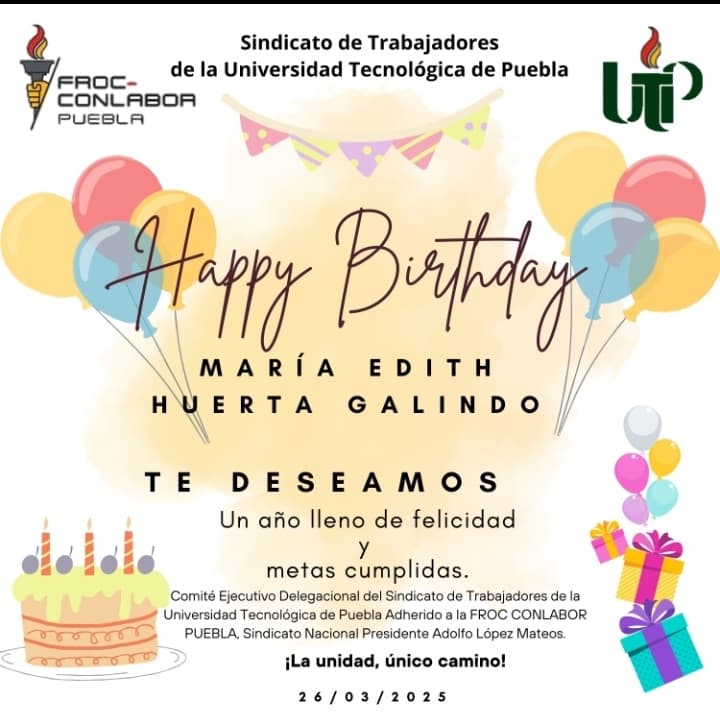 Sindicato de Trabajadores
de la Universidad Tecnológica de Puebla
FROC-
CONLABOR
PUEBLA
UTP
Happy Birthday
MARÍA EDITH
HUERTA GALINDO
TE DESEAMOS
Un año lleno de felicidad
y
metas cumplidas.
Comité Ejecutivo Delegacional del Sindicato de Trabajadores de la
Universidad Tecnológica de Puebla Adherido a la FROC CONLABOR
PUEBLA, Sindicato Nacional Presidente Adolfo López Mateos.
¡La unidad, único camino!
26/03/2025